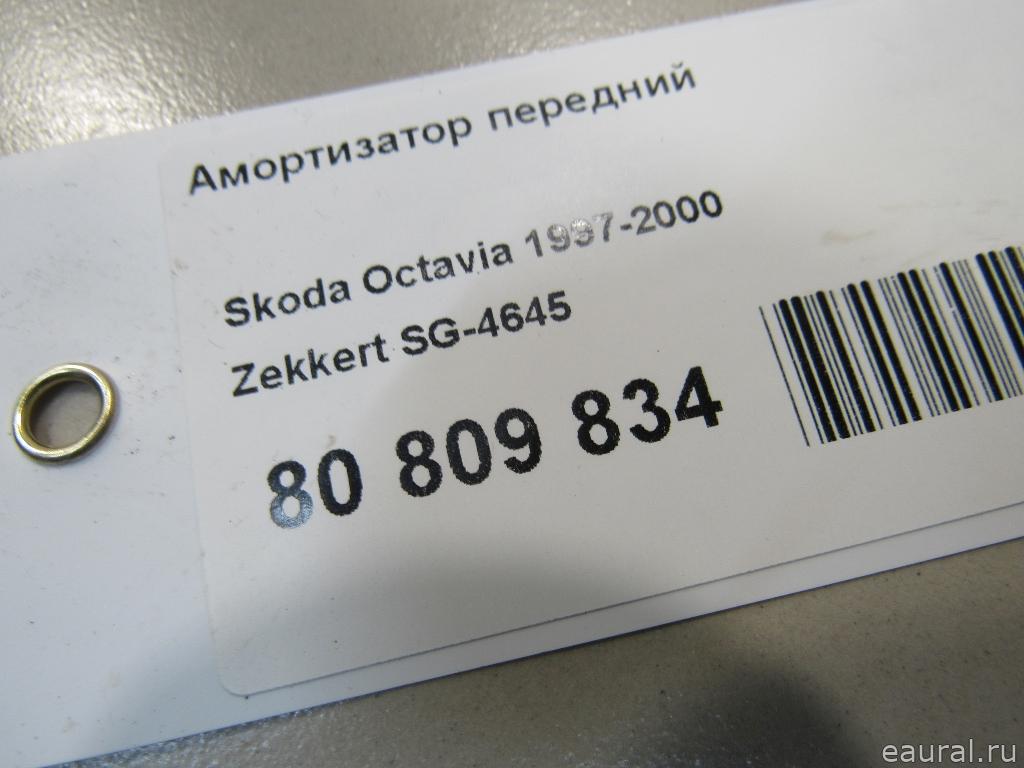 Амортизатор передний
Skoda Octavia 1997-2000
Zekkert SG-4645
80 809 834
eaural.ru